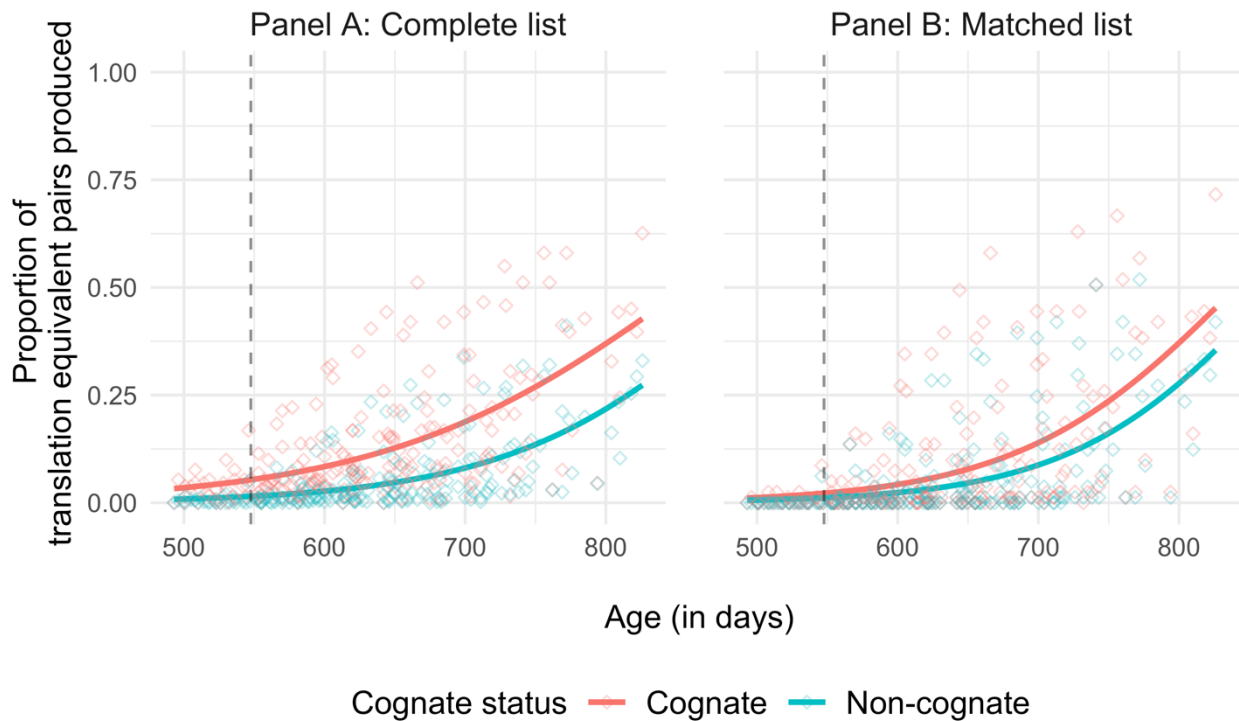 Panel A: Complete list
Panel B: Matched list
Proportion of
translation equivalent pairs produced
1.00
0.75
0.50
0.25
0.00
500
600
700
800
500
600
700
800
Age (in days)
Cognate status
Cognate
Non-cognate